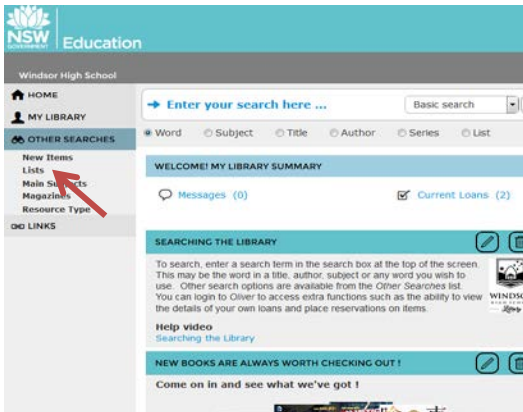 NSW
GOVERNMENT
Education
Windsor High School
HOME
MY LIBRARY
OTHER SEARCHES
New Items
Lists
Main Subjects
Magazines
Resource Type
LINKS
Enter your search here ...
Basic search
Word Subject Title Author Series List
WELCOME! MY LIBRARY SUMMARY
Messages (0)
Current Loans (2)
SEARCHING THE LIBRARY
To search, enter a search term in the search box at the top of the screen.
This may be the word in a title, author, subject or any word you wish to
use. Other search options are available from the Other Searches list.
You can login to Oliver to access extra functions such as the ability to view
the details of your own loans and place reservations on items.
WINDSO
Library
Help video
Searching the Library
NEW BOOKS ARE ALWAYS WORTH CHECKING OUT !
Come on in and see what we've got !